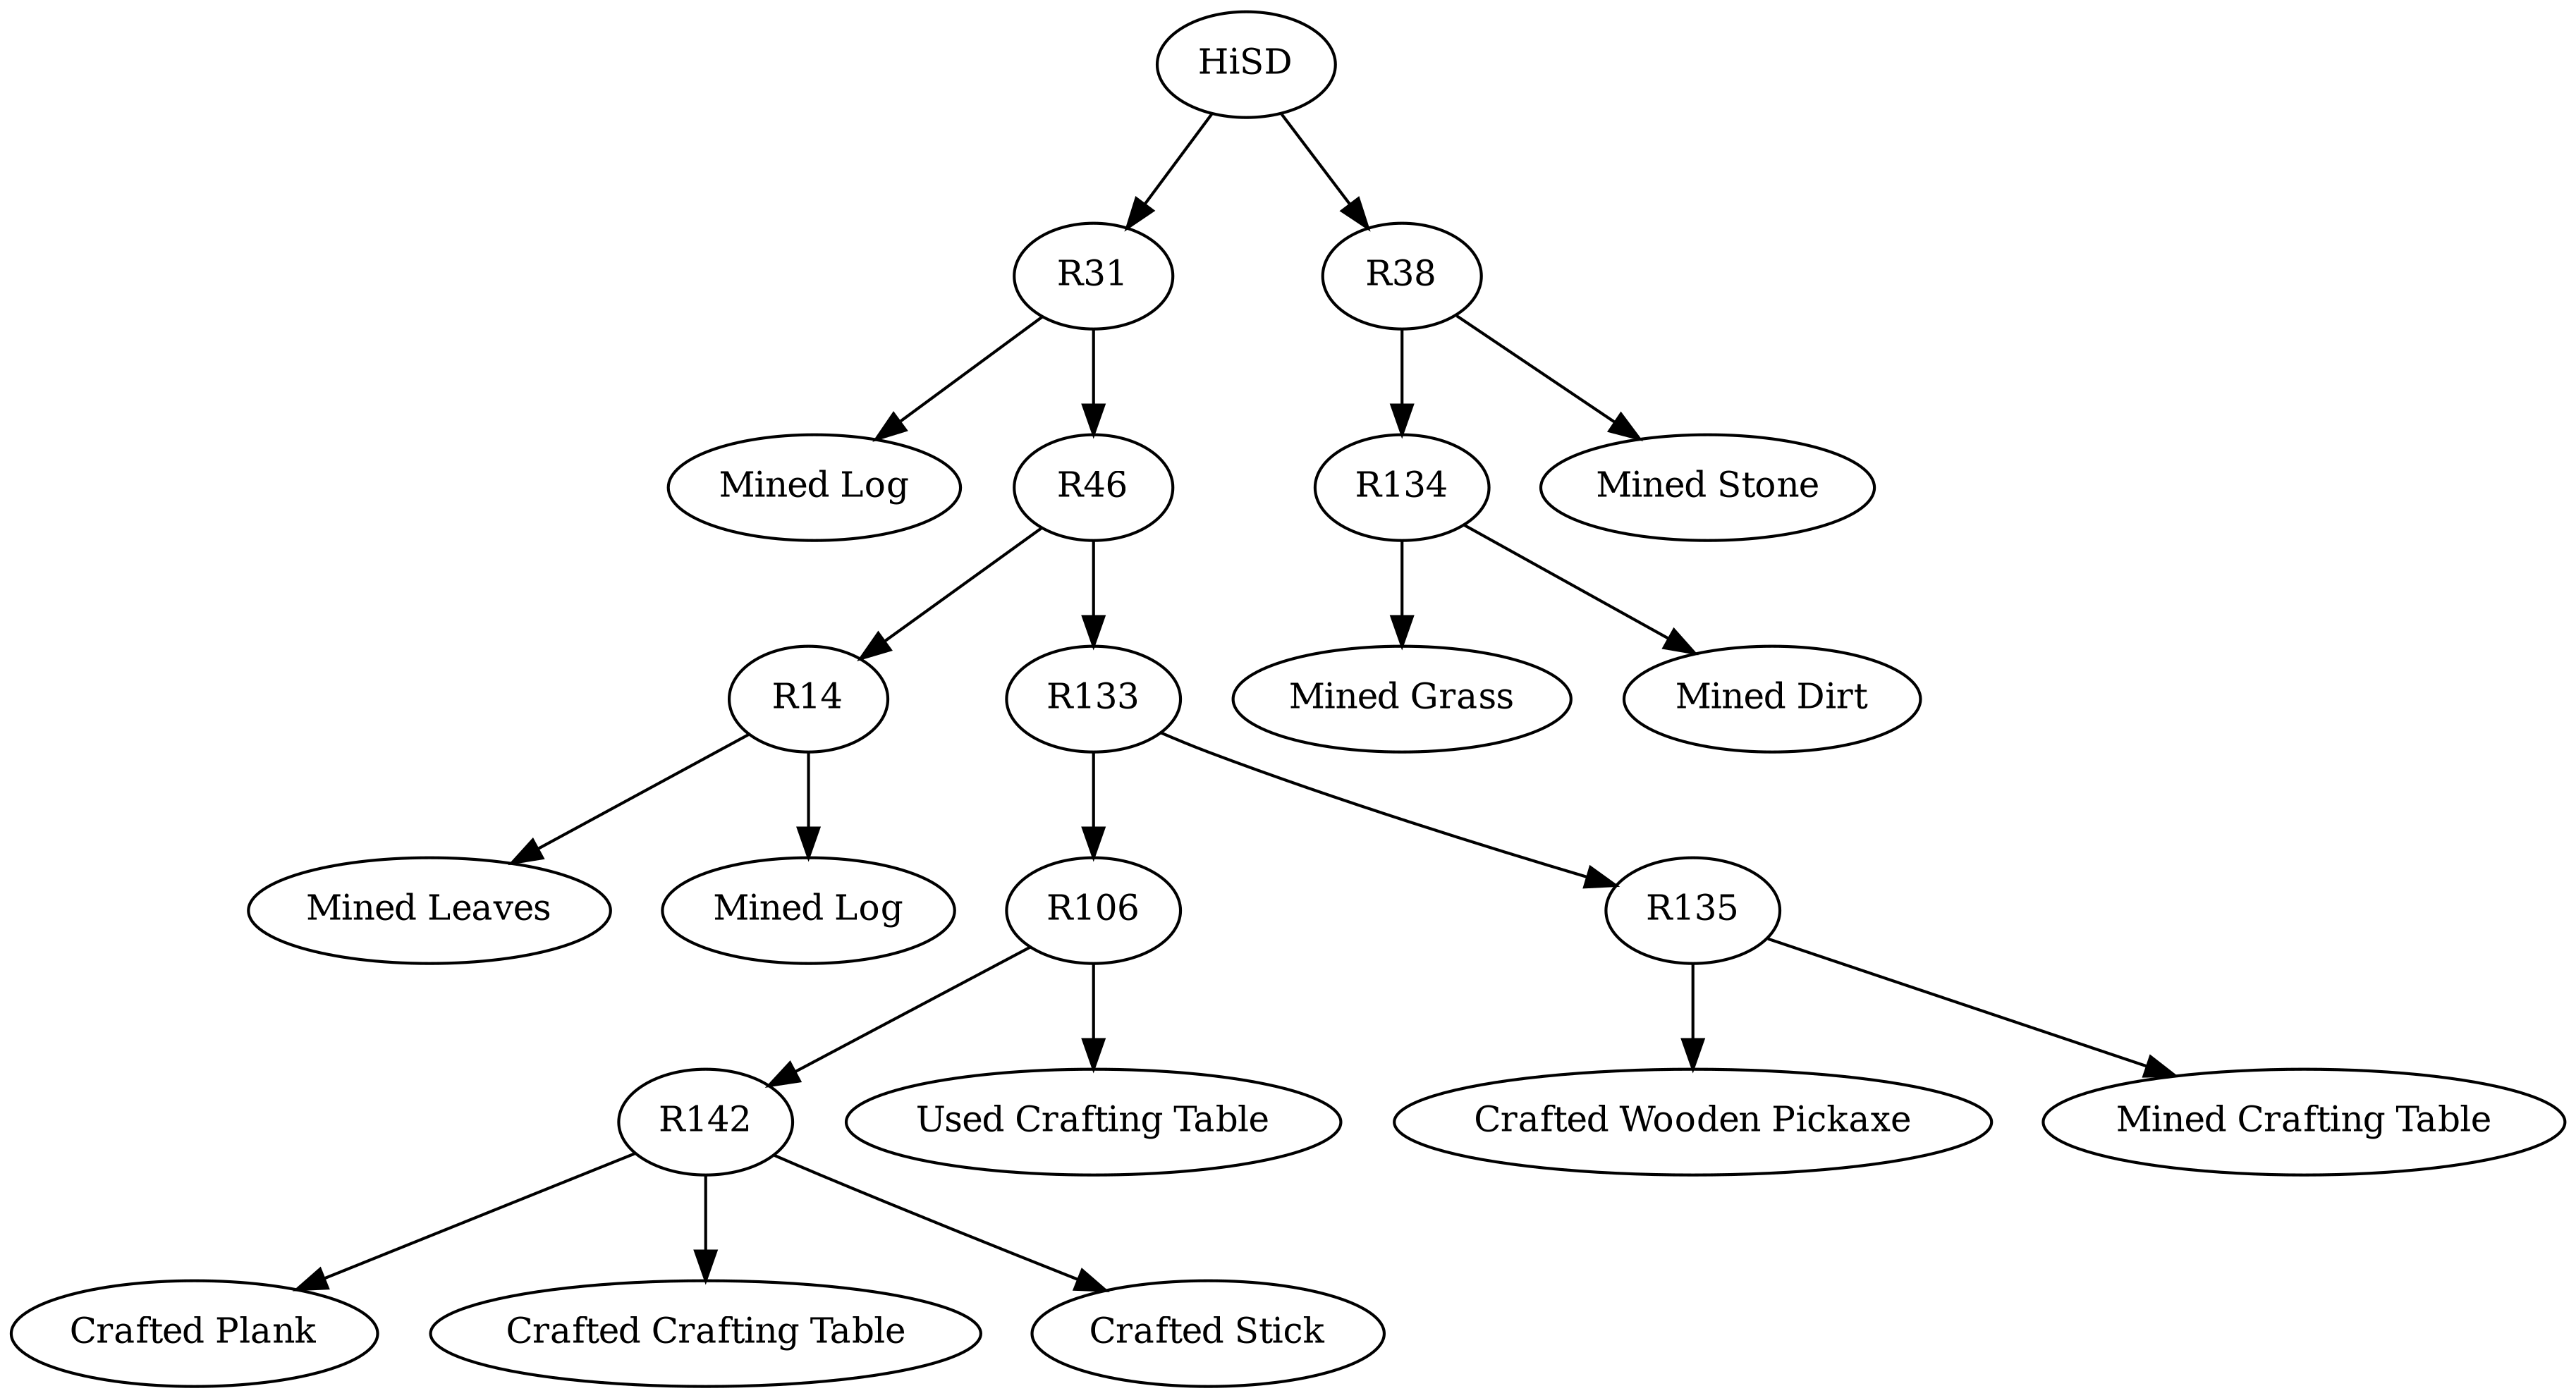 HiSD
R31
R38
Mined Log
R46
R134
Mined Stone
R14
R133
Mined Grass
Mined Dirt
Mined Leaves
Mined Log
R106
R135
R142
Used Crafting Table
Crafted Wooden Pickaxe
Mined Crafting Table
Crafted Plank
Crafted Crafting Table
Crafted Stick